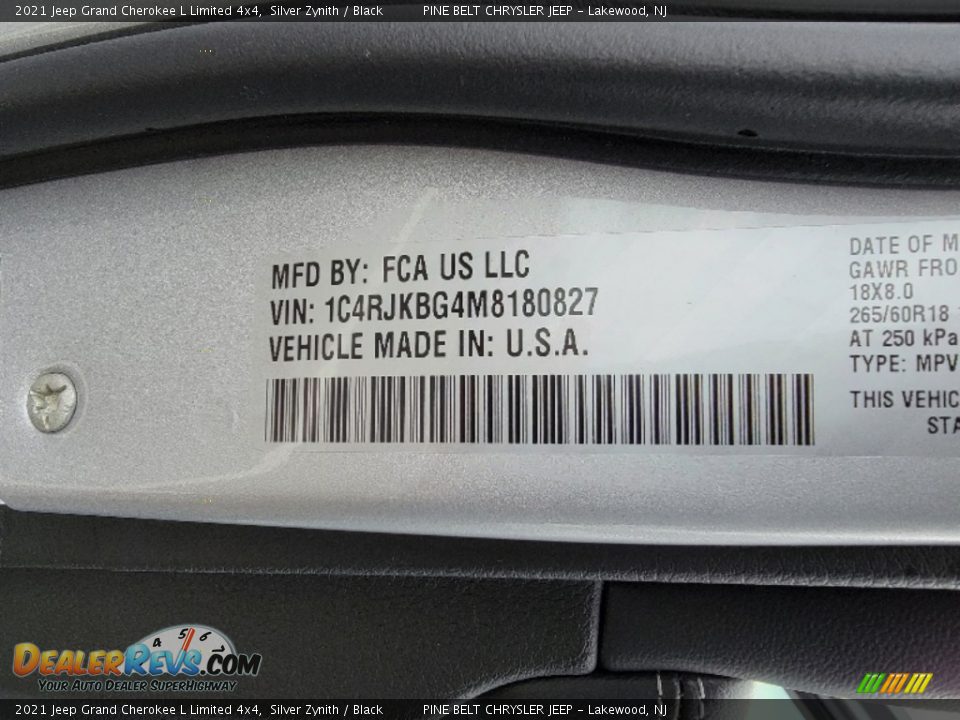 2021 Jeep Grand Cherokee L Limited 4x4, Silver Zynith / Black PINE BELT CHRYSLER JEEP - Lakewood, NJ
MFD BY: FCA US LLC
VIN: 1C4RJKBG4M8180827
VEHICLE MADE IN: U.S.A.
DATE OF M
GAWR FRO
18X8.0
265/60R18
AT 250 kPa
TYPE: MPV
THIS VEHIC
STA
4 5 6
DealerRevs.com
Your Auto Dealer SuperHighway
2021 Jeep Grand Cherokee L Limited 4x4, Silver Zynith / Black PINE BELT CHRYSLER JEEP - Lakewood, NJ